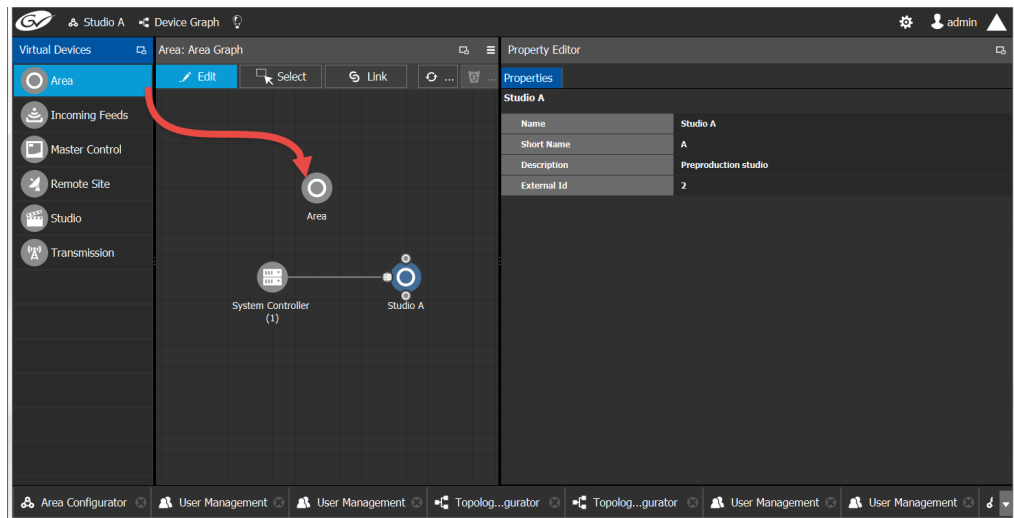 GV Studio A Device Graph admin
Virtual Devices
Area: Area Graph
Property Editor
Area
Incoming Feeds
Master Control
Remote Site
Studio
Transmission
Edit Select Link ... ...
Area
System Controller
(1)
Studio A
Properties
Studio A
Name Studio A
Short Name A
Description Preproduction studio
External Id 2
Area Configurator User Management User Management Topolog...gurator Topolog...gurator User Management User Management